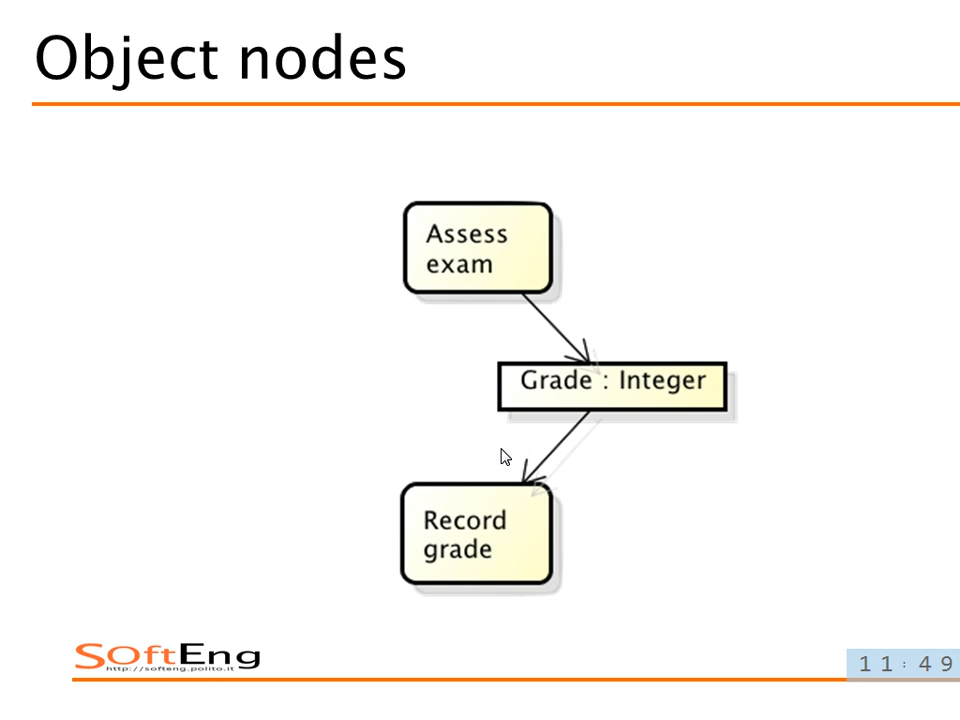 Object nodes
Assess
exam
Grade : Integer
Record
grade
SoftEng
http://softeng.polito.it
11:49